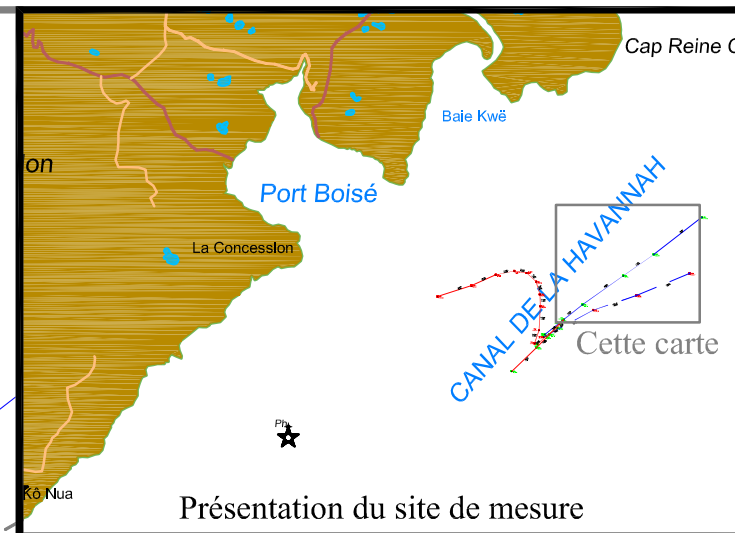 Cap Reine C
Baie Kwë
ion
Port Boisé
La Concession
CANAL DE LA HAVANNAH
Cette carte
Ph
Kô Nua
Présentation du site de mesure